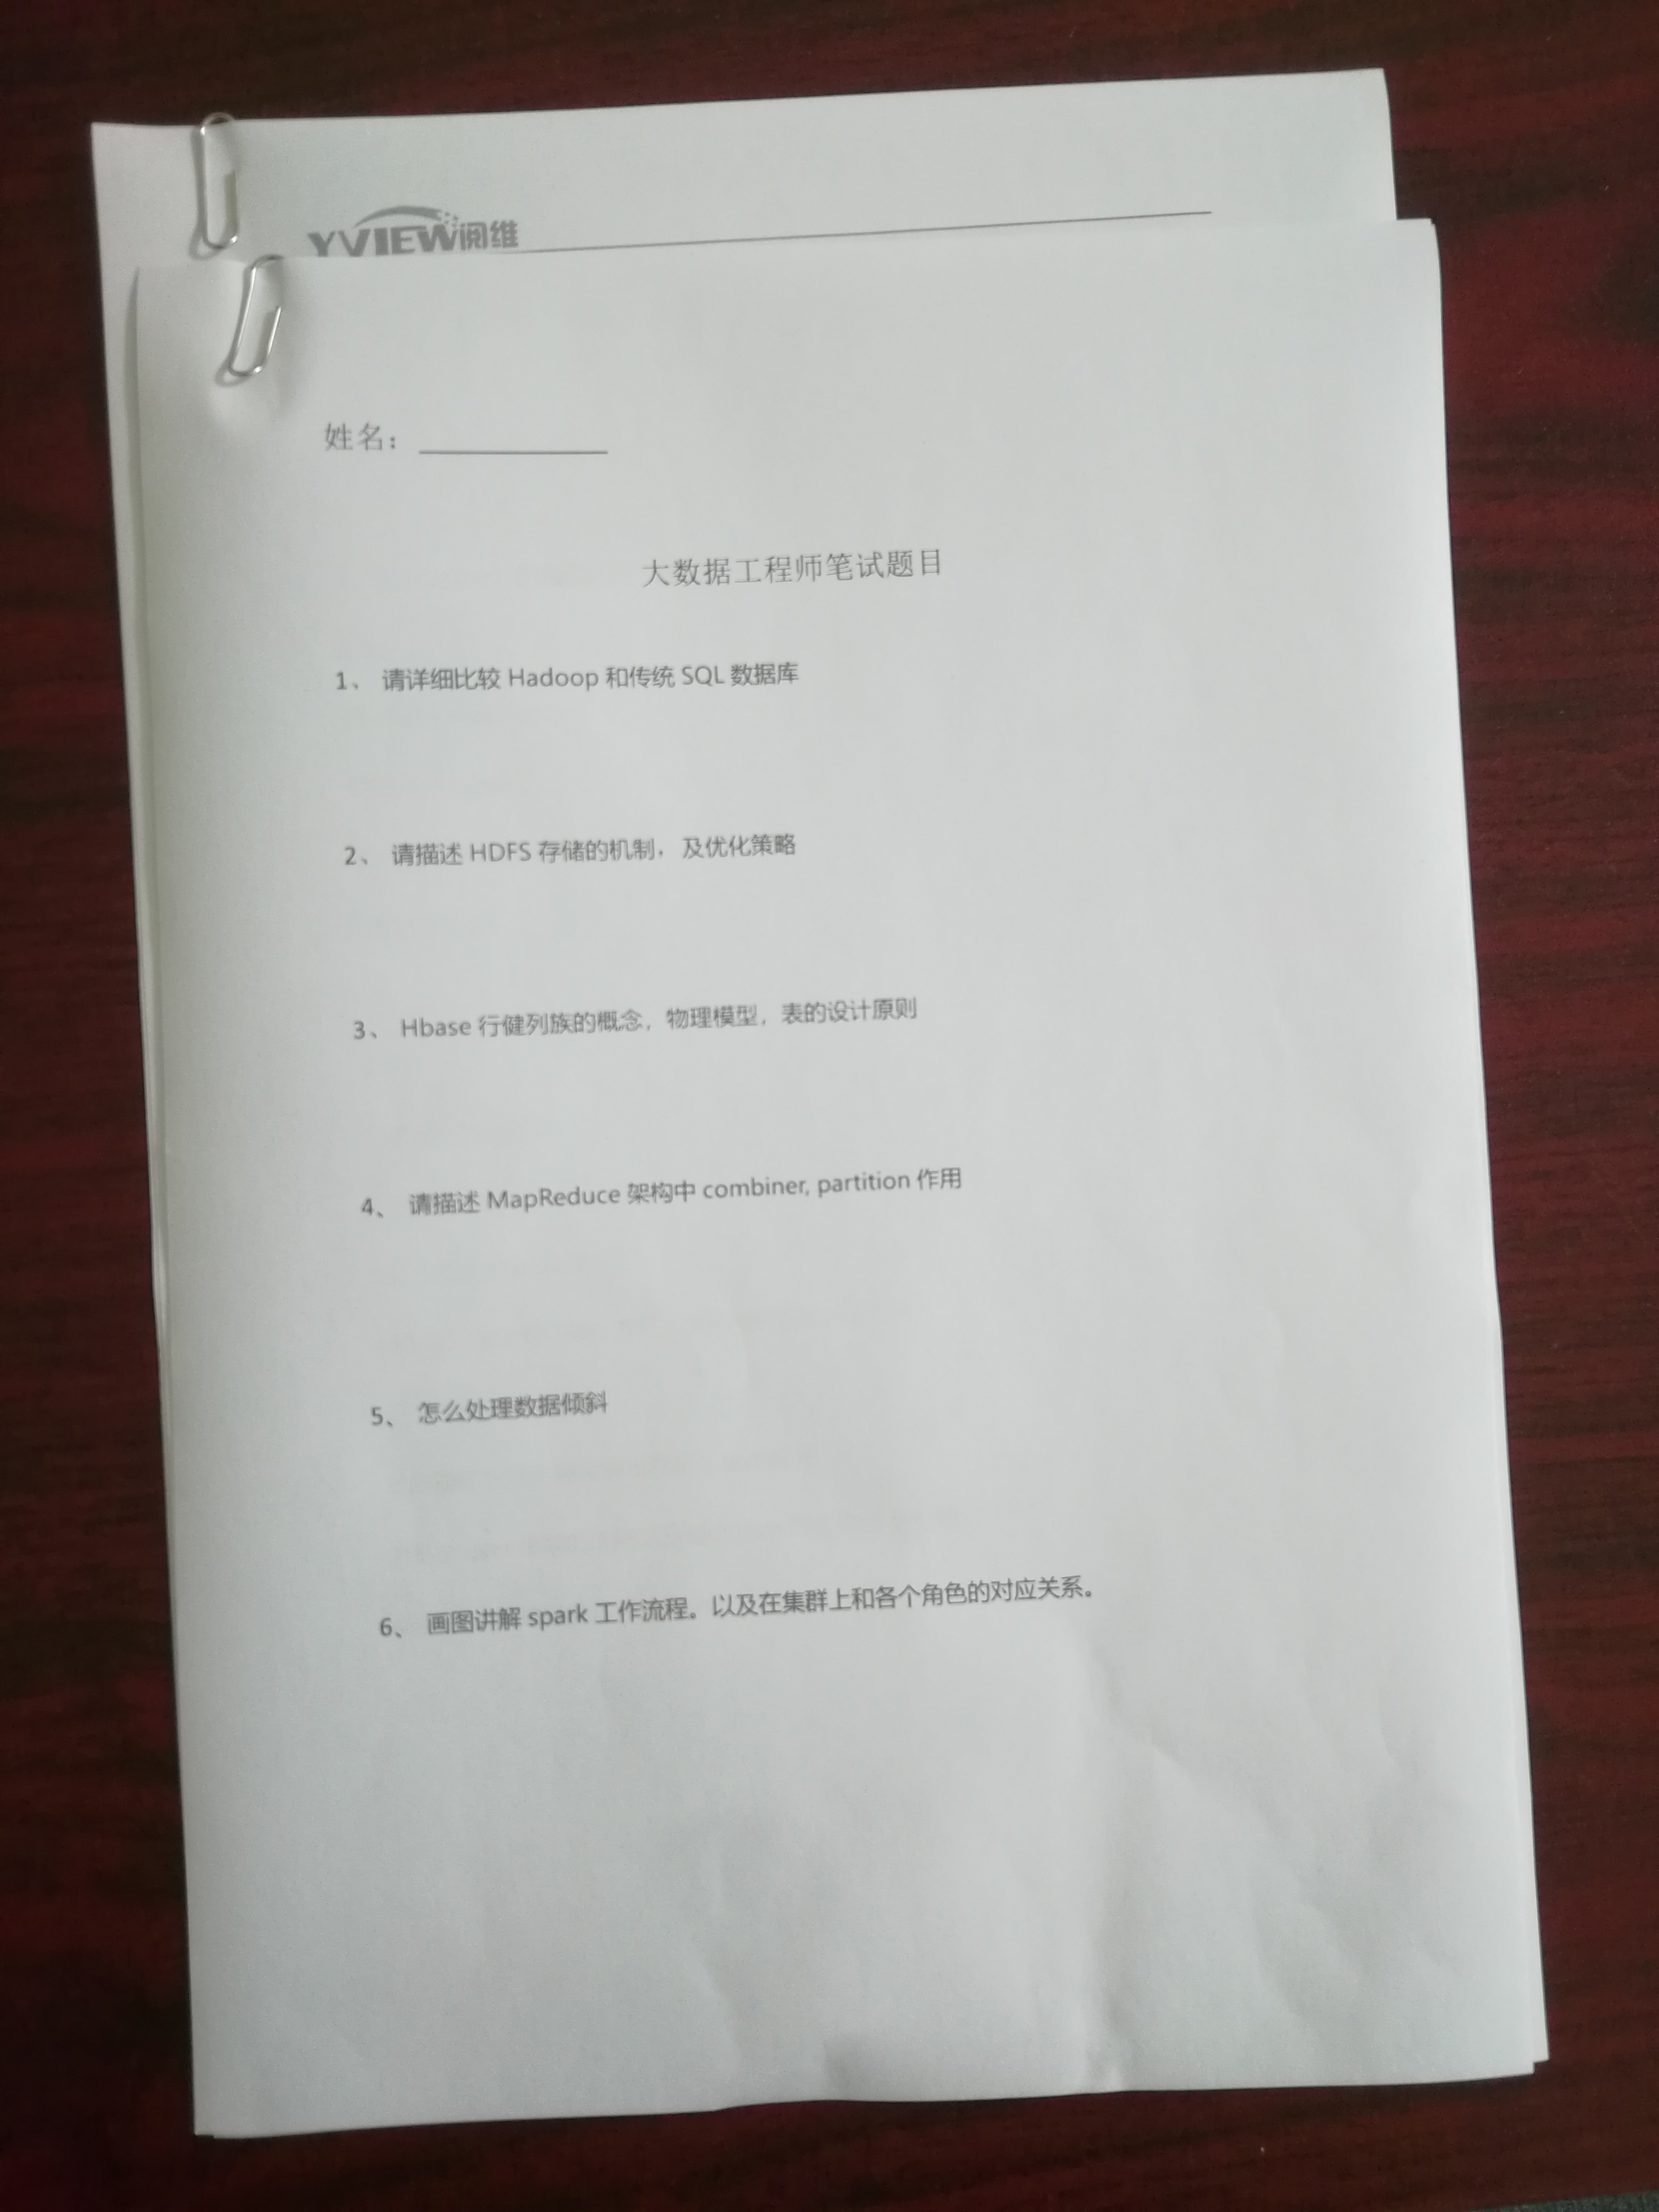 YVIEW阅维
姓名：
大数据工程师笔试题目
1、 请详细比较 Hadoop 和传统 SQL 数据库
2、 请描述 HDFS 存储的机制，及优化策略
3、 Hbase 行健列族的概念，物理模型，表的设计原则
4、 请描述 MapReduce 架构中 combiner, partition 作用
5、 怎么处理数据倾斜
6、 画图讲解 spark 工作流程。以及在集群上和各个角色的对应关系。